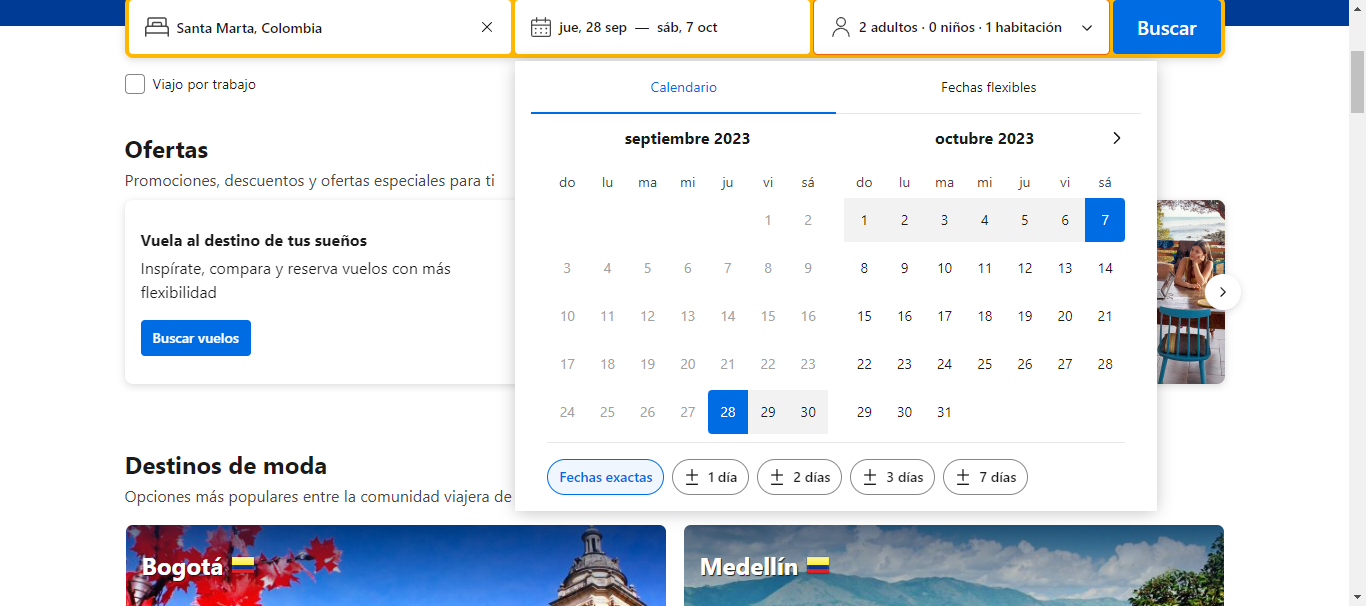 Santa Marta, Colombia
jue, 28 sep — sáb, 7 oct
2 adultos · 0 niños · 1 habitación
Buscar
Viajo por trabajo
Calendario
Fechas flexibles
septiembre 2023
do lu ma mi ju vi sá
1 2
3 4 5 6 7 8 9
10 11 12 13 14 15 16
17 18 19 20 21 22 23
24 25 26 27 28 29 30
octubre 2023
do lu ma mi ju vi sá
1 2 3 4 5 6 7
8 9 10 11 12 13 14
15 16 17 18 19 20 21
22 23 24 25 26 27 28
29 30 31
Fechas exactas
± 1 día
± 2 días
± 3 días
± 7 días
Ofertas
Promociones, descuentos y ofertas especiales para ti
Vuela al destino de tus sueños
Inspírate, compara y reserva vuelos con más
flexibilidad
Buscar vuelos
Destinos de moda
Opciones más populares entre la comunidad viajera de
Bogotá
Medellín